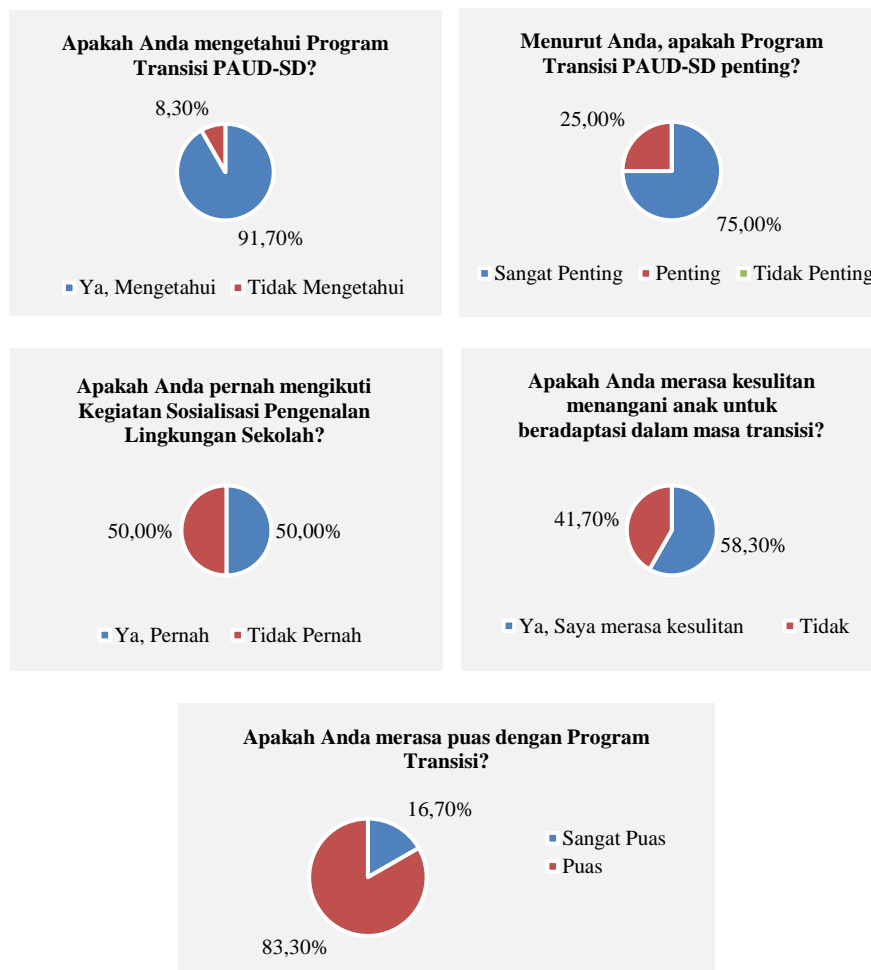 Apakah Anda mengetahui Program
Transisi PAUD-SD?
8,30%
91,70%
Ya, Mengetahui
Tidak Mengetahui
Menurut Anda, apakah Program
Transisi PAUD-SD penting?
25,00%
75,00%
Sangat Penting
Penting
Tidak Penting
Apakah Anda pernah mengikuti
Kegiatan Sosialisasi Pengenalan
Lingkungan Sekolah?
50,00%
50,00%
Ya, Pernah
Tidak Pernah
Apakah Anda merasa kesulitan
menangani anak untuk
beradaptasi dalam masa transisi?
41,70%
58,30%
Ya, Saya merasa kesulitan
Tidak
Apakah Anda merasa puas dengan Program
Transisi?
16,70%
83,30%
Sangat Puas
Puas